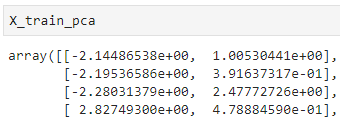 X_train_pca
array([[-2.14486538e+00,  1.00530441e+00],
       [-2.19536586e+00,  3.91637317e-01],
       [-2.28031379e+00,  2.47772726e+00],
       [ 2.82749300e+00,  4.78884590e-01],